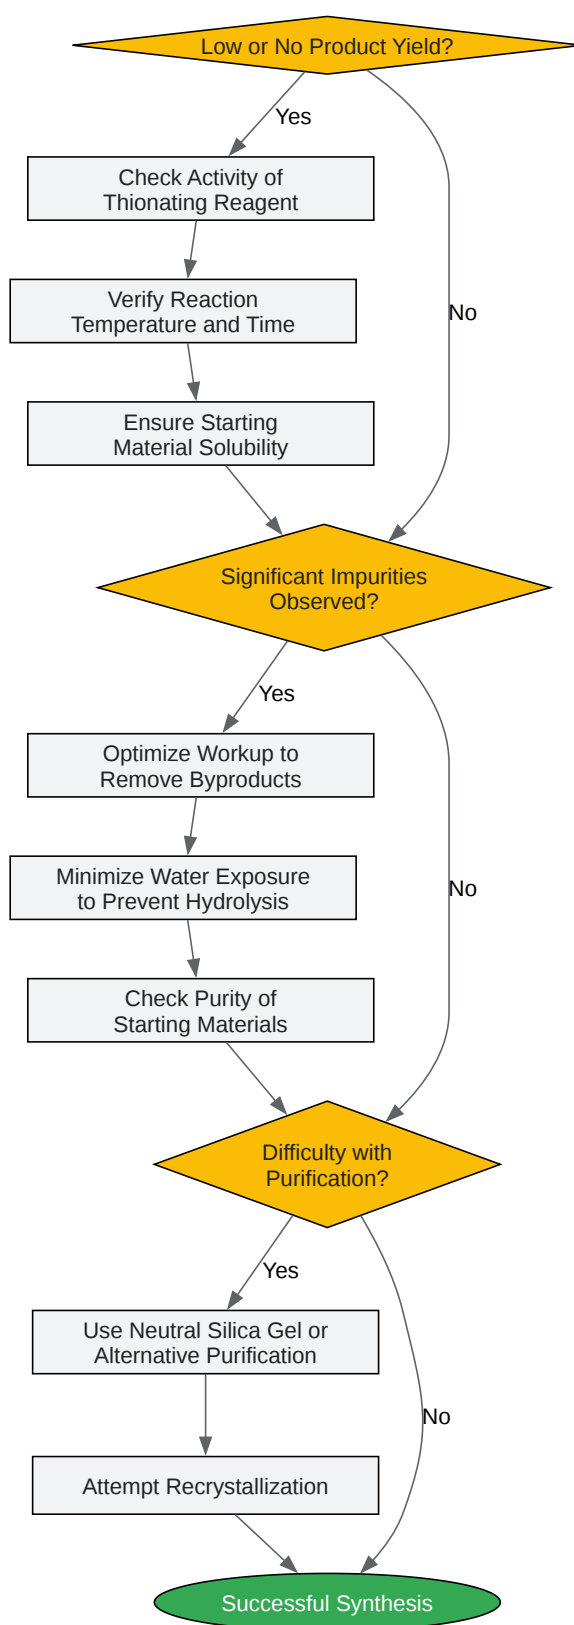 Low or No Product Yield?
Yes
Check Activity of
Thionating Reagent
Verify Reaction
Temperature and Time
No
Ensure Starting
Material Solubility
Significant Impurities
Observed?
Yes
Optimize Workup to
Remove Byproducts
Minimize Water Exposure
to Prevent Hydrolysis
No
Check Purity of
Starting Materials
Difficulty with
Purification?
Yes
Use Neutral Silica Gel or
Alternative Purification
No
Attempt Recrystallization
Successful Synthesis